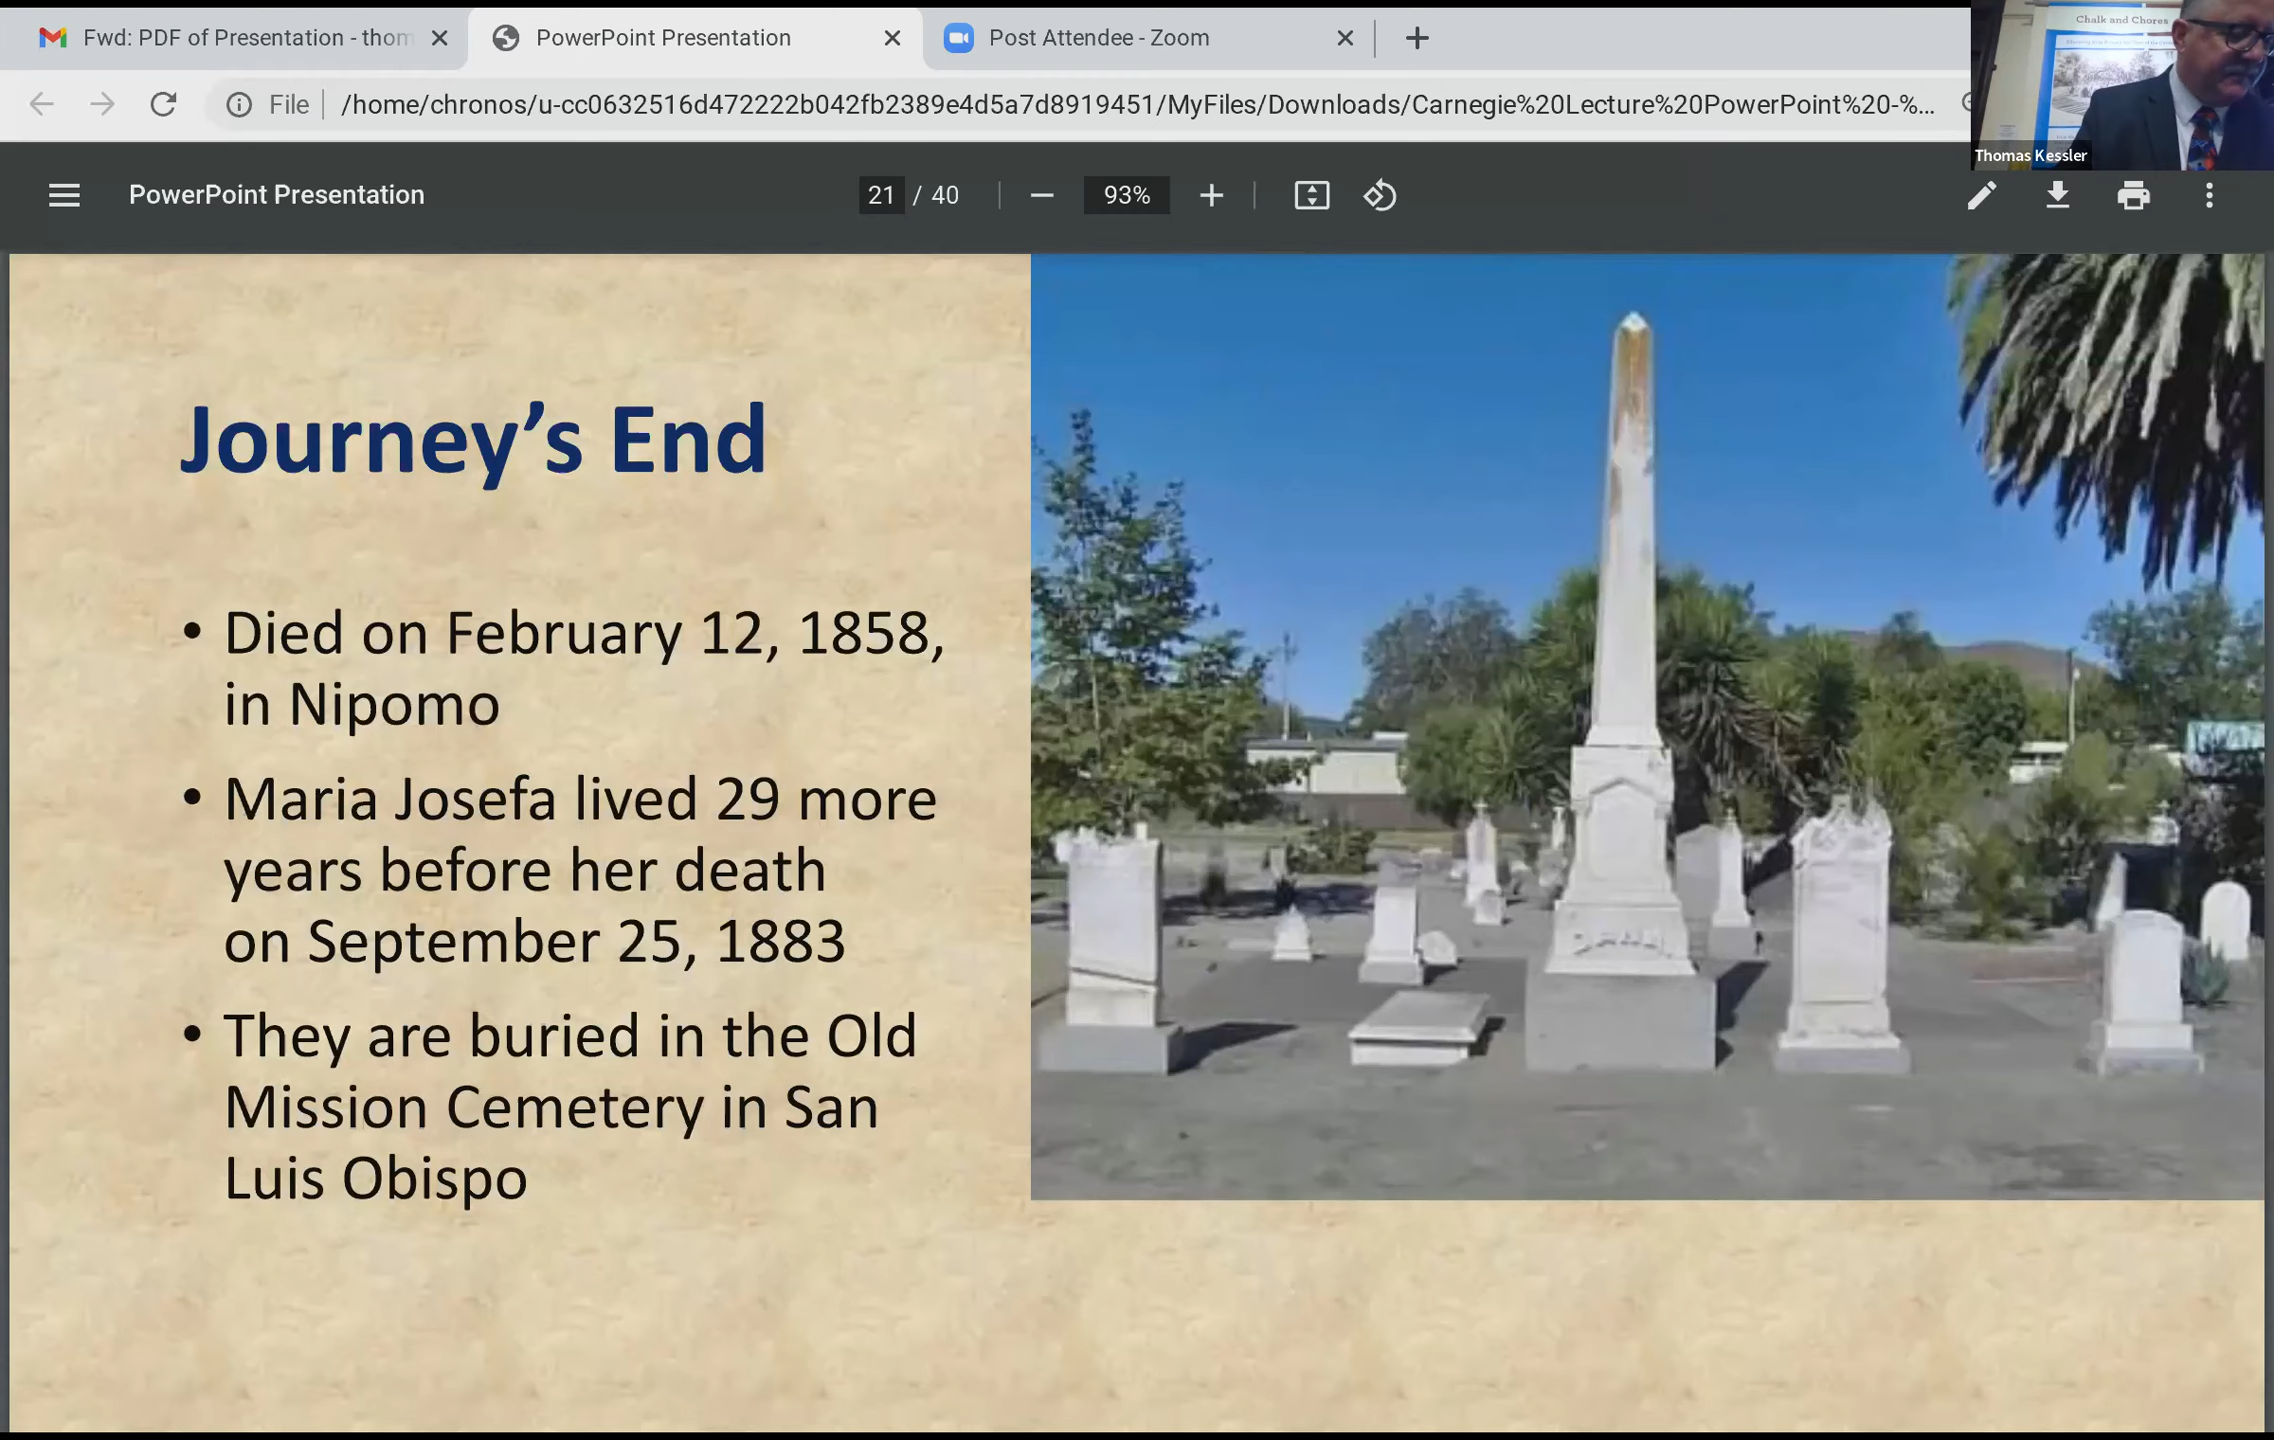 Fwd: PDF of Presentation - thom
PowerPoint Presentation
Post Attendee - Zoom
File
/home/chronos/u-cc0632516d472222b042fb2389e4d5a7d8919451/MyFiles/Downloads/Carnegie%20Lecture%20PowerPoint%20-%...
Chalk and Chores
Thomas Kessler
PowerPoint Presentation
21 / 40
93%
Journey’s End
• Died on February 12, 1858,
in Nipomo
• Maria Josefa lived 29 more
years before her death
on September 25, 1883
• They are buried in the Old
Mission Cemetery in San
Luis Obispo